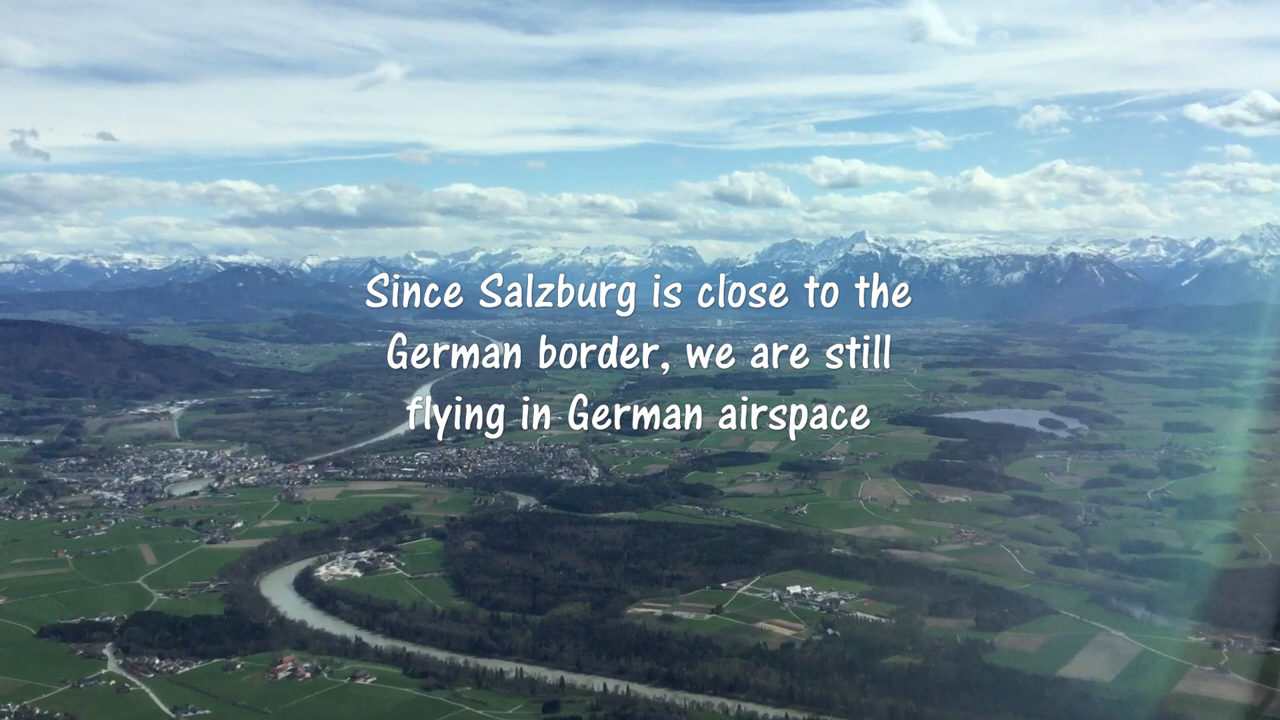 Since Salzburg is close to the
German border, we are still
flying in German airspace